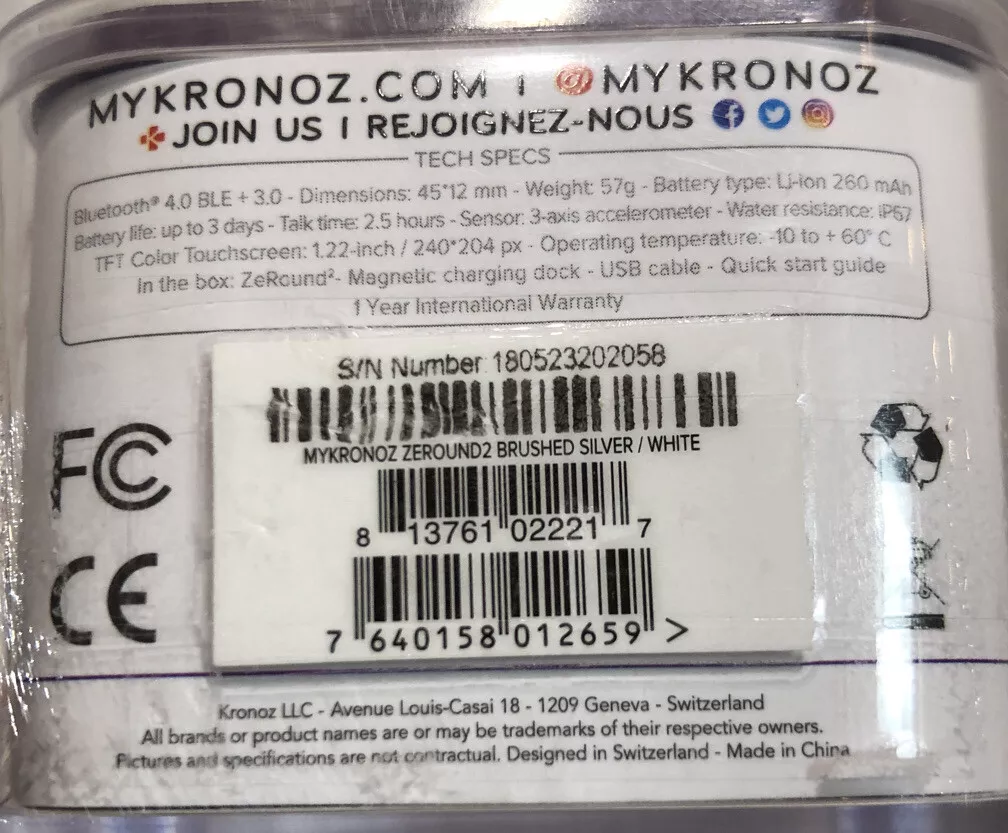 MYKRONOZ.COM I @MYKRONOZ
JOIN US I REJOIGNEZ-NOUS
TECH SPECS
Bluetooth® 4.0 BLE + 3.0 - Dimensions: 45*12 mm - Weight: 57g - Battery type: Li-ion 260 mAh
Battery life: up to 3 days - Talk time: 2.5 hours - Sensor: 3-axis accelerometer - Water resistance: IP67
TFT Color Touchscreen: 1.22-inch / 240*204 px - Operating temperature: -10 to + 60° C
In the box: ZeRound²- Magnetic charging dock - USB cable - Quick start guide
1 Year International Warranty
S/N Number 180523202058
MYKRONOZ ZEROUND2 BRUSHED SILVER / WHITE
8 13761 02221 7
7 640158 012659 >
FC
CE
Kronoz LLC - Avenue Louis-Casai 18 - 1209 Geneva - Switzerland
All brands or product names are or may be trademarks of their respective owners.
Pictures and specifications are not contractual. Designed in Switzerland - Made in China